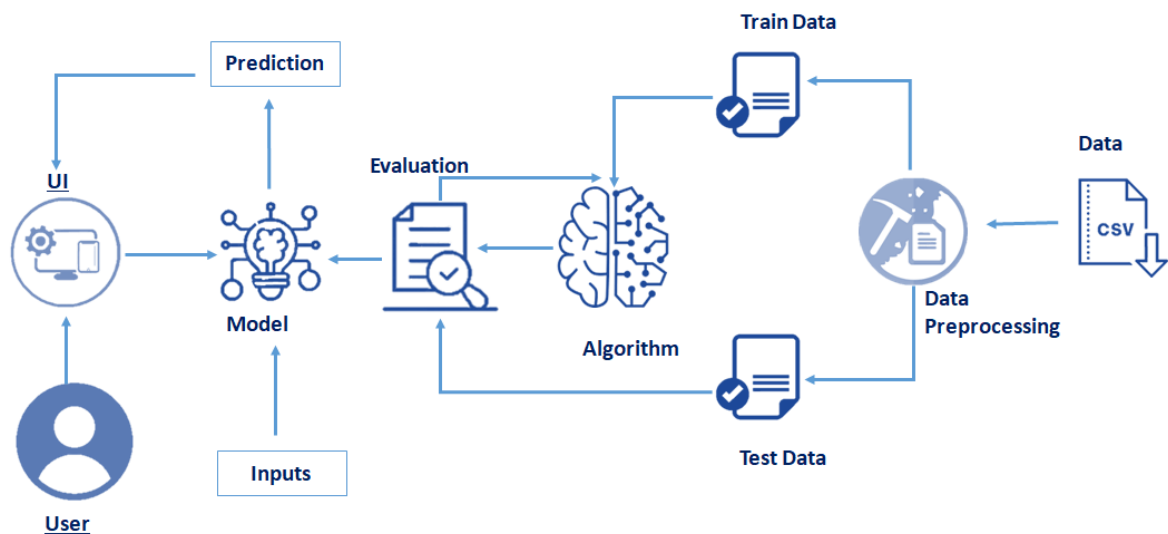 Train Data
Prediction
Evaluation
Data
UI
CSV
Model
Algorithm
Data
Preprocessing
Inputs
Test Data
User